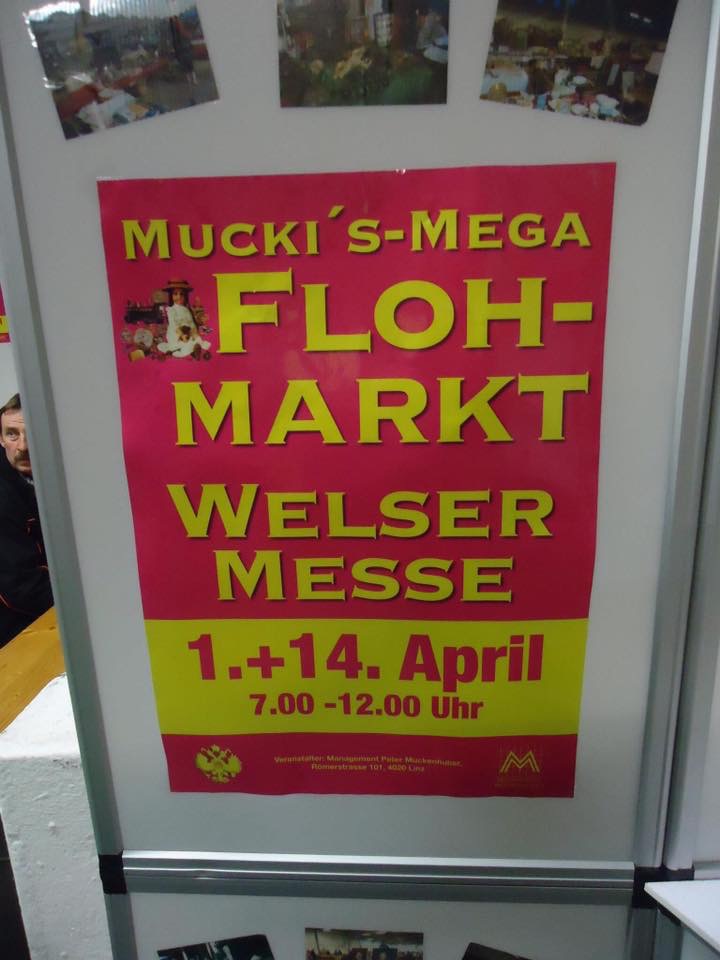 MUCKI´S-MEGA
FLOH-
MARKT
WELSER
MESSE
1.+14. April
7.00 -12.00 Uhr
Veranstalter: Management Peter Muckenhuber,
Römerstrasse 101, 4020 Linz
M